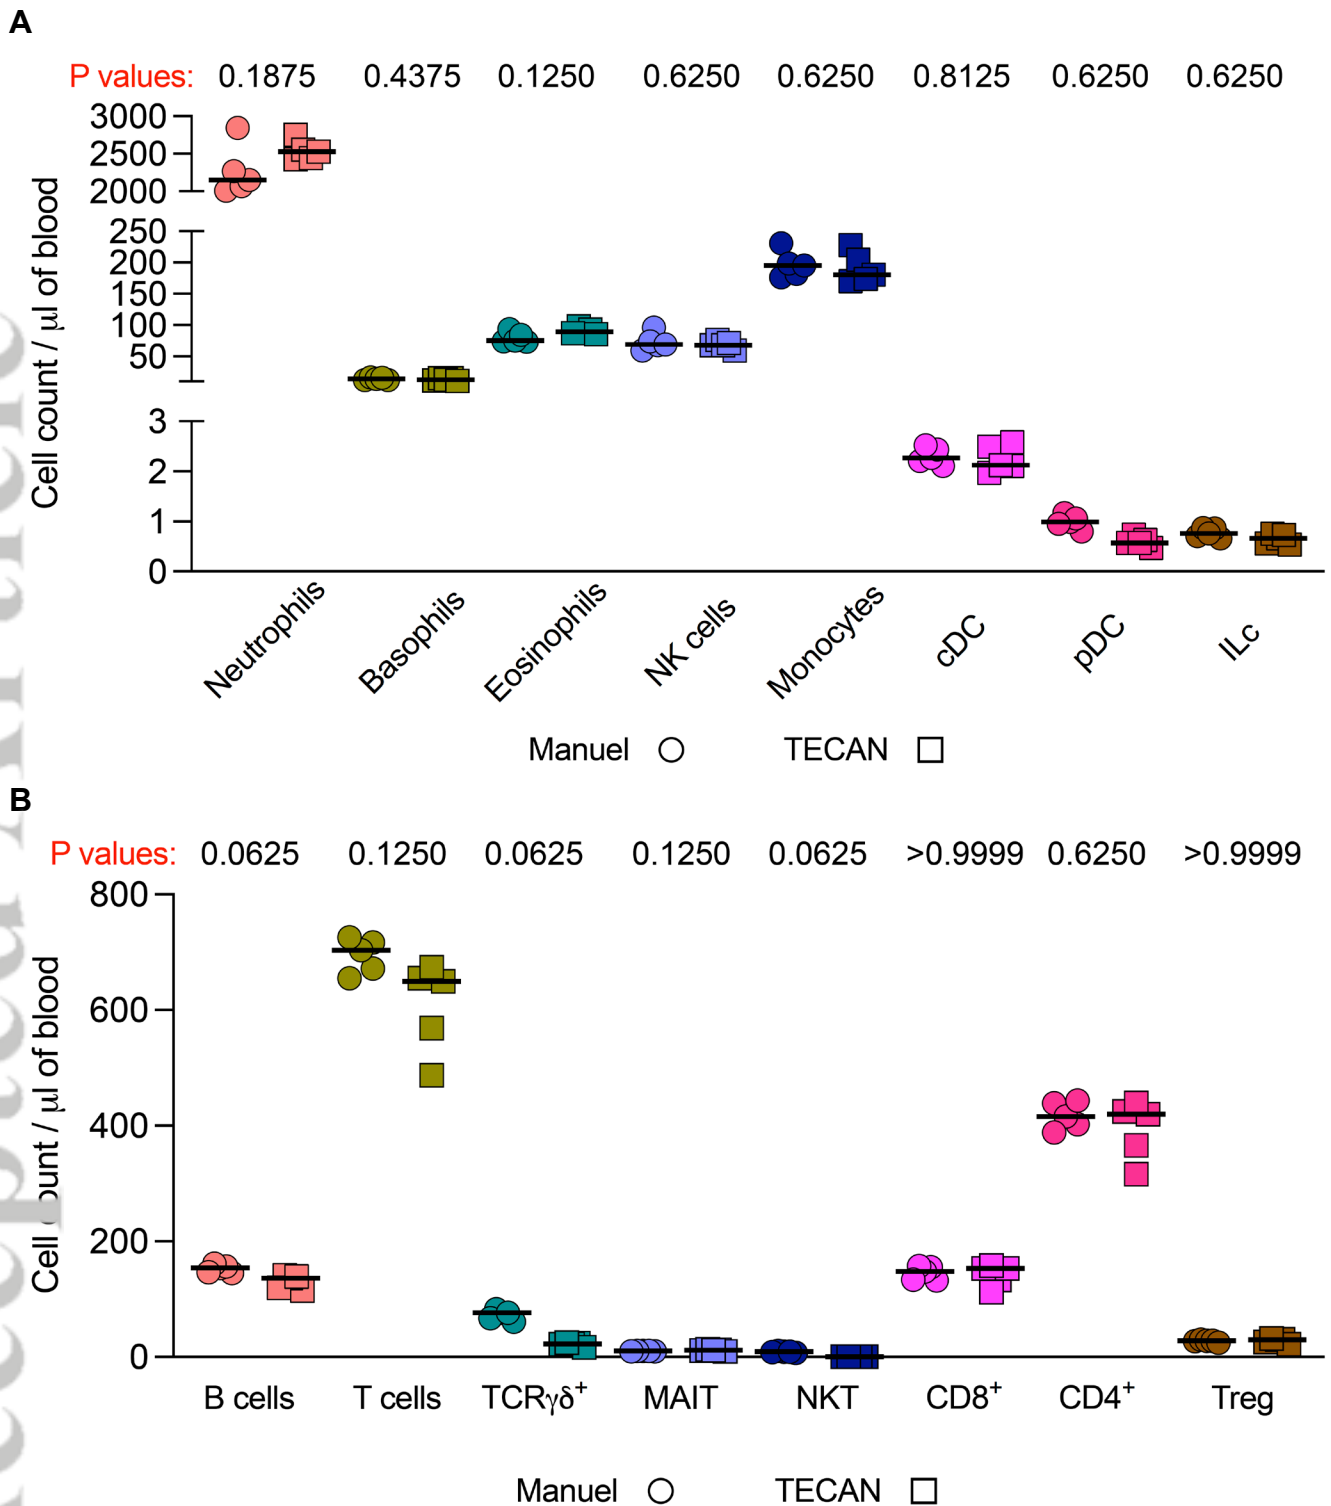 A
P values: 0.1875 0.4375 0.1250 0.6250 0.6250 0.8125 0.6250 0.6250
3000
2500
2000
250
200
150
100
50
3
2
1
0
Cell count / µl of blood
Neutrophils Basophils Eosinophils NK cells Monocytes cDC pDC ILc
Manuel TECAN
B
P values: 0.0625 0.1250 0.0625 0.1250 0.0625 >0.9999 0.6250 >0.9999
800
600
400
200
0
Cell ount / µl of blood
B cells T cells TCRγδ⁺ MAIT NKT CD8⁺ CD4⁺ Treg
Manuel TECAN